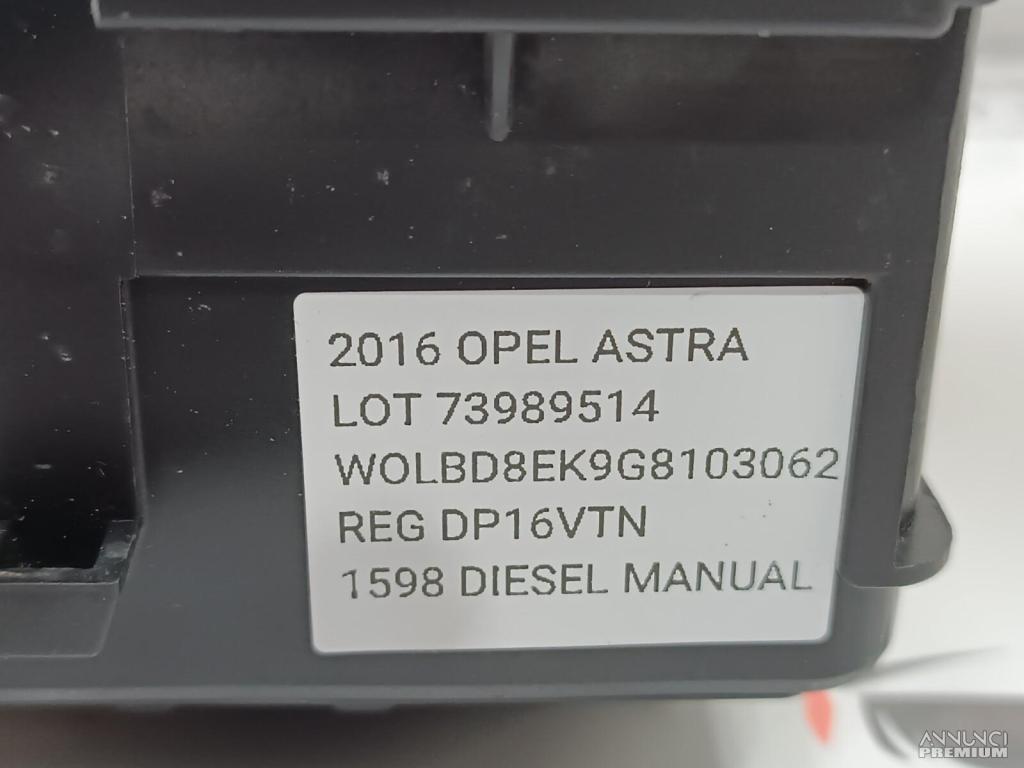 2016 OPEL ASTRA
LOT 73989514
WOLBD8EK9G8103062
REG DP16VTN
1598 DIESEL MANUAL
ANNUNCI
PREMIUM